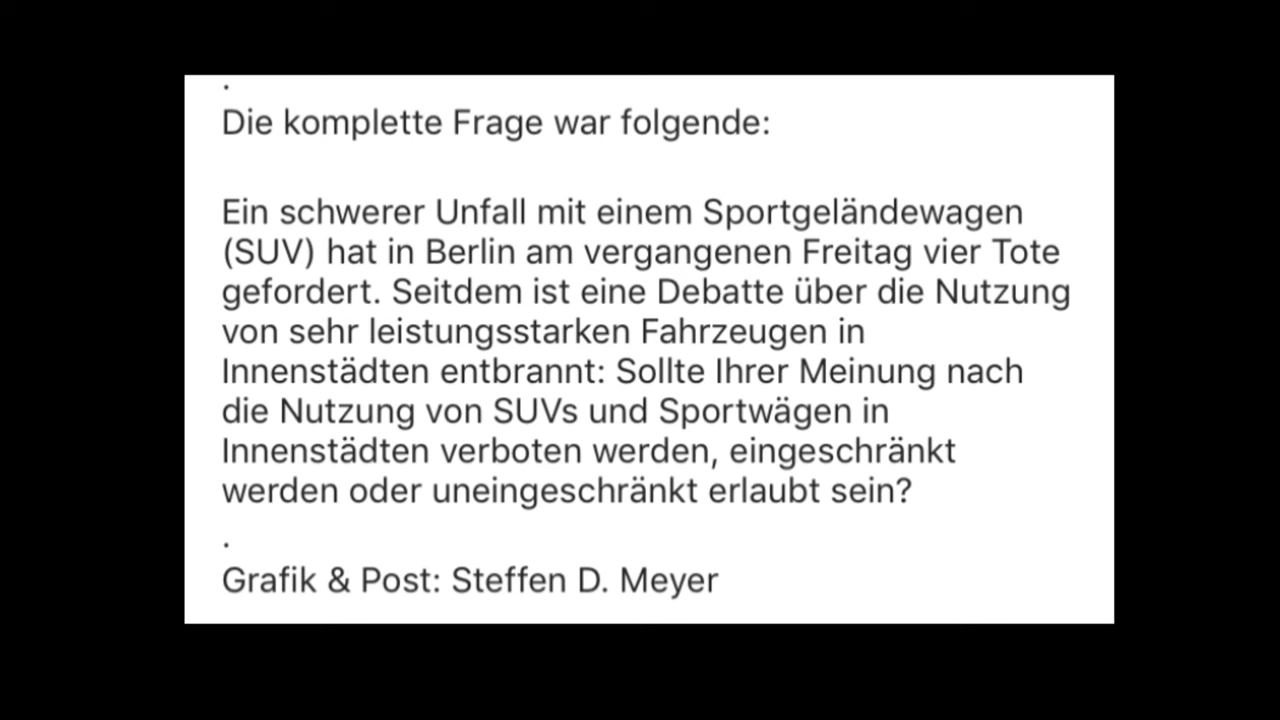 .
Die komplette Frage war folgende:
Ein schwerer Unfall mit einem Sportgeländewagen
(SUV) hat in Berlin am vergangenen Freitag vier Tote
gefordert. Seitdem ist eine Debatte über die Nutzung
von sehr leistungsstarken Fahrzeugen in
Innenstädten entbrannt: Sollte Ihrer Meinung nach
die Nutzung von SUVs und Sportwägen in
Innenstädten verboten werden, eingeschränkt
werden oder uneingeschränkt erlaubt sein?
.
Grafik & Post: Steffen D. Meyer